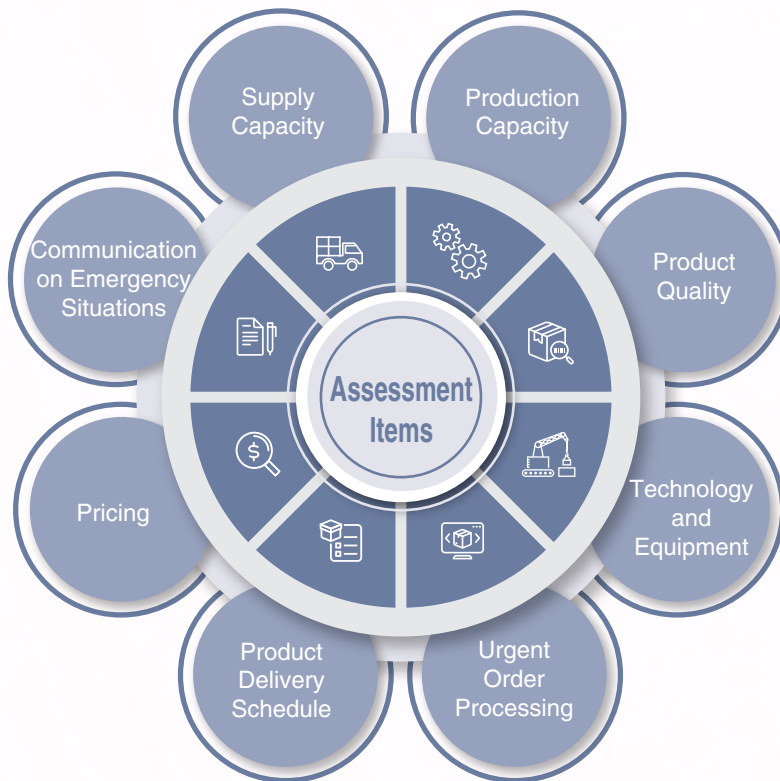 Supply
Capacity
Production
Capacity
Communication
on Emergency
Situations
Product
Quality
Assessment
Items
Pricing
Technology
and
Equipment
Product
Delivery
Schedule
Urgent
Order
Processing
$